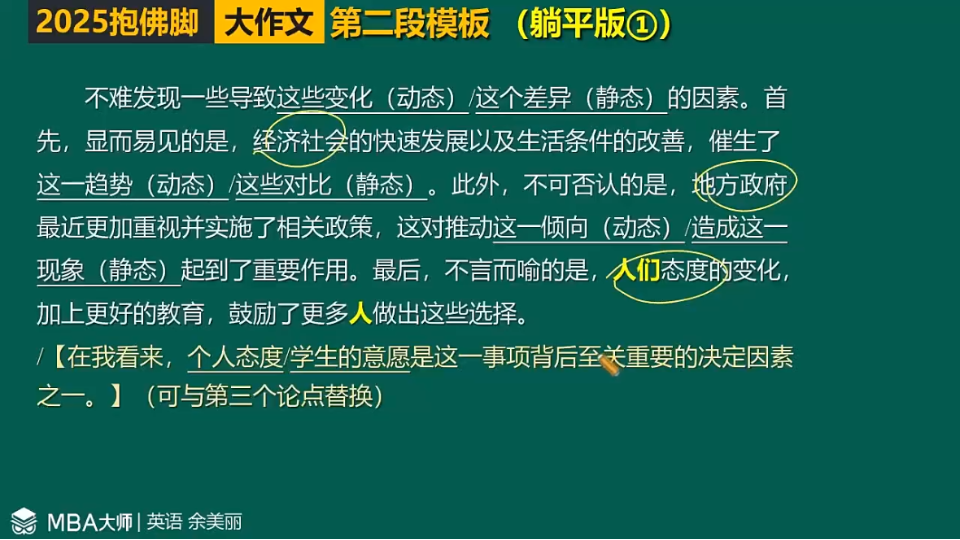 2025抱佛脚 大作文 第二段模板 （躺平版①）
不难发现一些导致这些变化（动态）/这个差异（静态）的因素。首
先，显而易见的是，经济社会的快速发展以及生活条件的改善，催生了
这一趋势（动态）/这些对比（静态）。此外，不可否认的是，地方政府
最近更加重视并实施了相关政策，这对推动这一倾向（动态）/造成这一
现象（静态）起到了重要作用。最后，不言而喻的是，人们态度的变化，
加上更好的教育，鼓励了更多人做出这些选择。
/【在我看来，个人态度/学生的意愿是这一事项背后至关重要的决定因素
之一。】（可与第三个论点替换）
MBA大师 | 英语 余美丽